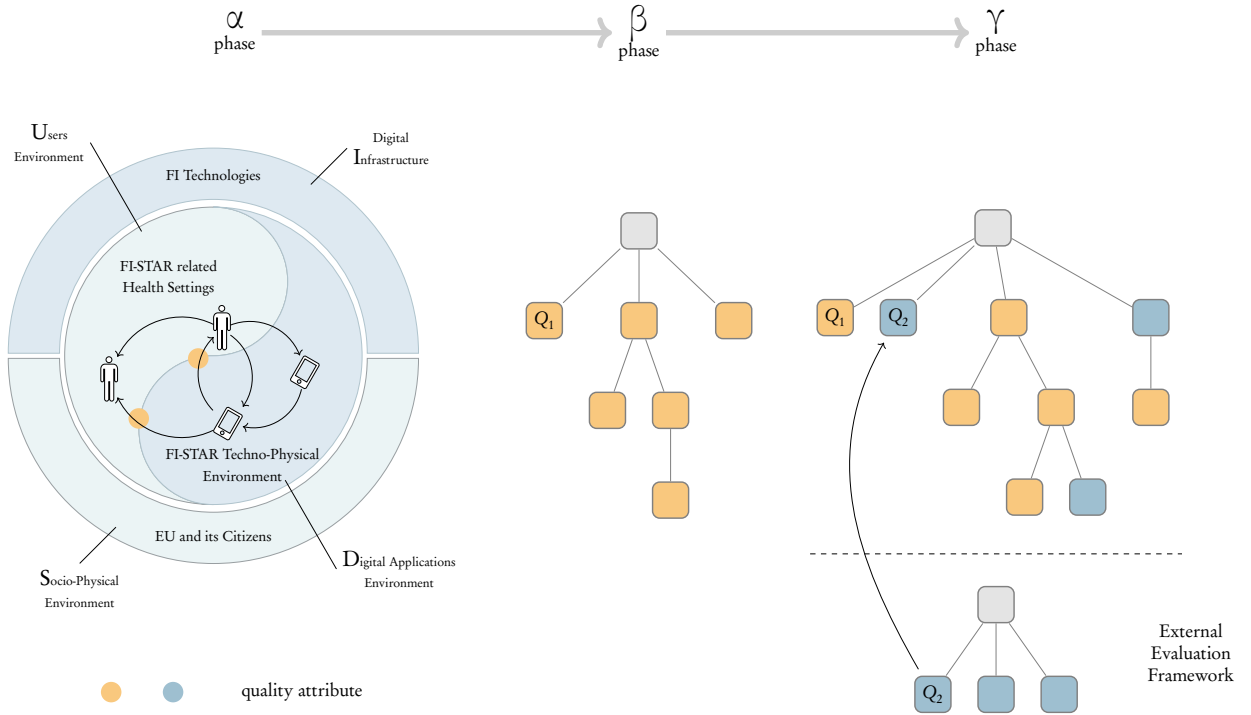 α
phase
β
phase
γ
phase
Users
Environment
Digital
Infrastructure
FI Technologies
FI-STAR related
Health Settings
FI-STAR Techno-Physical
Environment
EU and its Citizens
Socio-Physical
Environment
Digital Applications
Environment
quality attribute
Q1
Q1
Q2
Q2
External
Evaluation
Framework